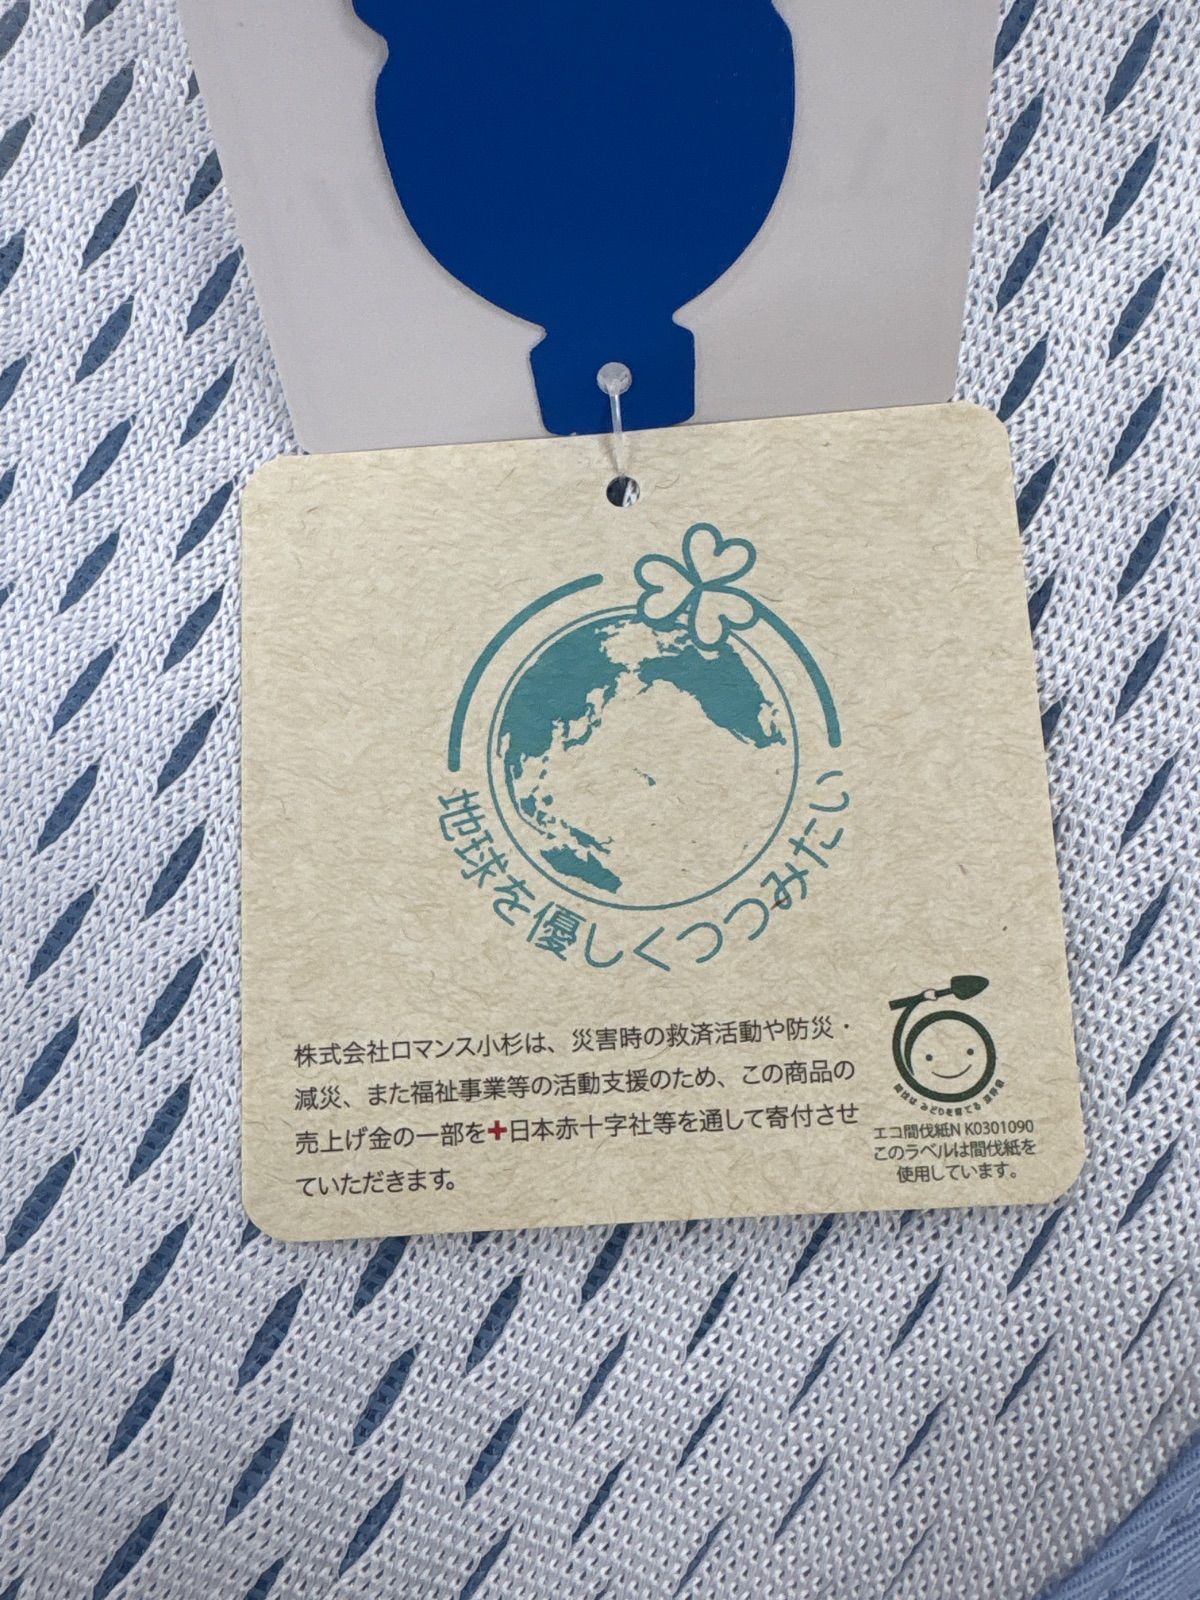 地球を優しくつつみたい
株式会社ロマンス小杉は、災害時の救済活動や防災・
減災、また福祉事業等の活動支援のため、この商品の
売上げ金の一部を✚日本赤十字社等を通して寄付させ
ていただきます。
エコ間伐紙N K0301090
このラベルは間伐紙を
使用しています。